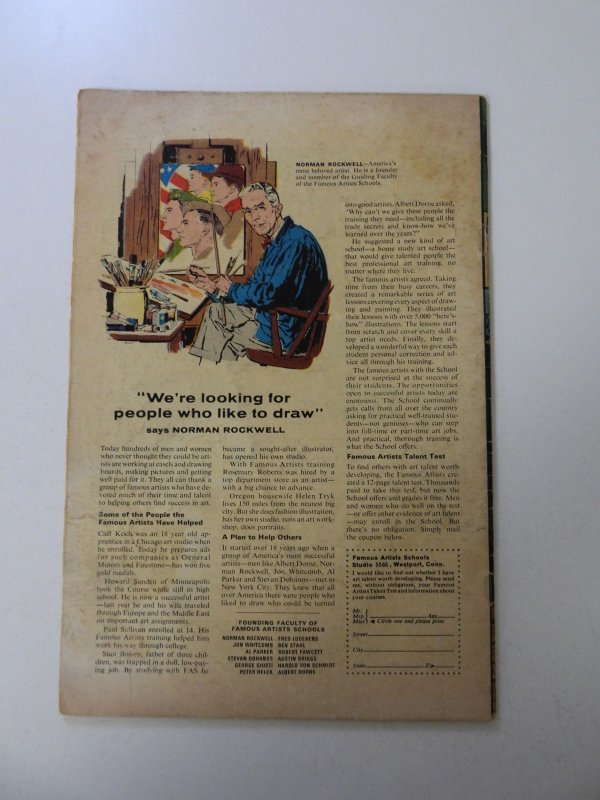 NORMAN ROCKWELL—America's
most beloved artist. He is a founder
and member of the Guiding Faculty
of the Famous Artists Schools.
"We're looking for
people who like to draw"
says NORMAN ROCKWELL
Today hundreds of men and women
who never thought they could be art-
ists are working at easels and drawing
boards, making pictures and getting
well paid for it. They all can thank a
group of famous artists who have de-
voted much of their time and talent
to helping others find success in art.
Some of the People the
Famous Artists Have Helped
Carl Koch was an 18 year old ap-
prentice in a Chicago art studio when
he enrolled. Today he prepares ads
for such companies as General
Motors and Firestone—has won five
gold medals.
Howard Sanden of Minneapolis
took the Course while still in high
school. He is now a successful artist
—last year he and his wife traveled
through Europe and the Middle East
on important art assignments.
Paul Sullivan enrolled at 14. His
Famous Artists training helped him
work his way through college.
Stan Bowen, father of three chil-
dren, was trapped in a dull, low-pay-
ing job. By studying with FAS he
became a sought-after illustrator,
has opened his own studio.
With Famous Artists training
Rosemary Roberts was hired by a
top department store as an artist—
with a big chance to advance.
Oregon housewife Helen Tryk
lives 150 miles from the nearest big
city. But she does fashion illustration,
has her own studio, runs an art work-
shop, does portraits.
A Plan to Help Others
It started over 18 years ago when a
group of America's most successful
artists—men like Albert Dorne, Nor-
man Rockwell, Jon Whitcomb, Al
Parker and Stevan Dohanos—met in
New York City. They knew that all
over America there were people who
liked to draw who could be turned
FOUNDING FACULTY OF
FAMOUS ARTISTS SCHOOLS
NORMAN ROCKWELL FRED LUDEKENS
JON WHITCOMB BEN STAHL
AL PARKER ROBERT FAWCETT
STEVAN DOHANOS AUSTIN BRIGGS
GEORGE GIUSTI HAROLD VON SCHMIDT
PETER HELCK ALBERT DORNE
into good artists. Albert Dorne asked,
"Why can't we give these people the
training they need—including all the
trade secrets and know-how we've
learned over the years?"
He suggested a new kind of art
school—a home study art school—
that would give talented people the
best professional art training, no
matter where they live.
The famous artists agreed. Taking
time from their busy careers, they
created a remarkable series of art
lessons covering every aspect of draw-
ing and painting. They illustrated
their lessons with over 5,000 "here's-
how" illustrations. The lessons start
from scratch and cover every skill a
top artist needs. Finally, they de-
veloped a wonderful way to give each
student personal correction and ad-
vice all through his training.
The famous artists with the School
are not surprised at the success of
their students. The opportunities
open to successful artists today are
enormous. The School continually
gets calls from all over the country
asking for practical well-trained stu-
dents—not geniuses—who can step
into full-time or part-time art jobs.
And practical, thorough training is
what the School offers.
Famous Artists Talent Test
To find others with art talent worth
developing, the Famous Artists cre-
ated a 12-page talent test. Thousands
paid to take this test, but now the
School offers and grades it free. Men
and women who do well on the test
—or offer other evidence of art talent
—may enroll in the School. But
there's no obligation. Simply mail
the coupon below.
Famous Artists Schools
Studio 5566, Westport, Conn.
I would like to find out whether I have
art talent worth developing. Please send
me, without obligation, your Famous
Artists Talent Test and information about
your courses.
Mr.
Mrs. Age
Miss Circle one and please print
Street
City
State Zip